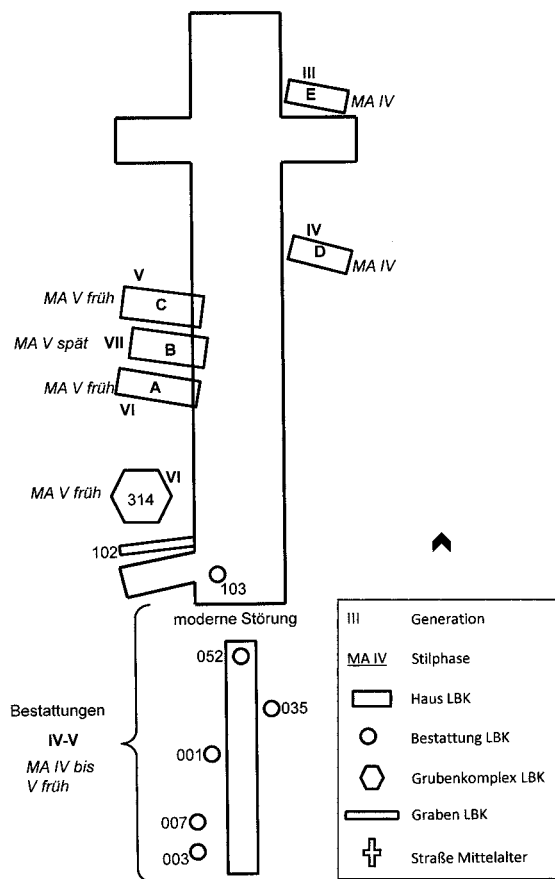 III
E
MA IV
IV
D
MA IV
V
MA V früh
C
MA V spät
VII
B
MA V früh
A
VI
VI
MA V früh
314
102
103
moderne Störung
052
035
Bestattungen
IV-V
MA IV bis
V früh
001
007
003
III Generation
MA IV Stilphase
Haus LBK
Bestattung LBK
Grubenkomplex LBK
Graben LBK
Straße Mittelalter